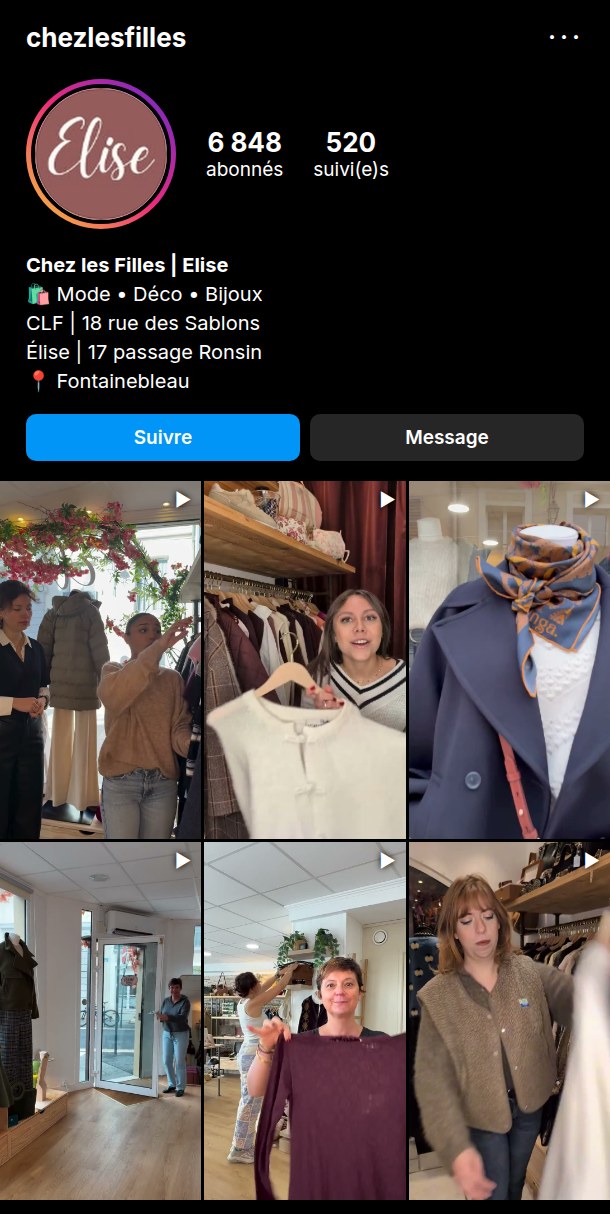 chezlesfilles
Elise
6 848
520
abonnés
suivi(e)s
Chez les Filles | Elise
🛍️ Mode • Déco • Bijoux
CLF | 18 rue des Sablons
Élise | 17 passage Ronsin
📍 Fontainebleau
Suivre
Message